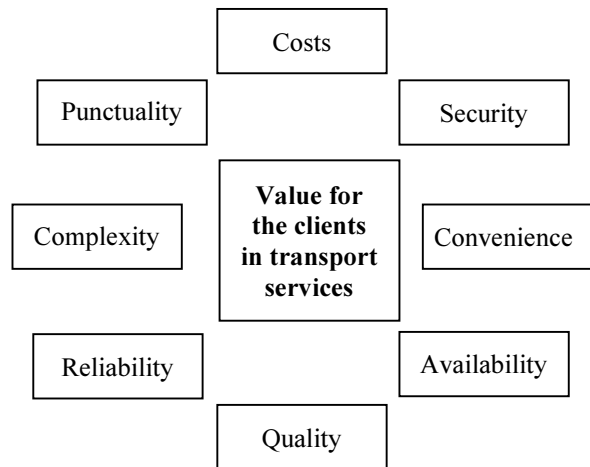 Costs
Punctuality
Security
Value for
the clients
in transport
services
Complexity
Convenience
Reliability
Availability
Quality